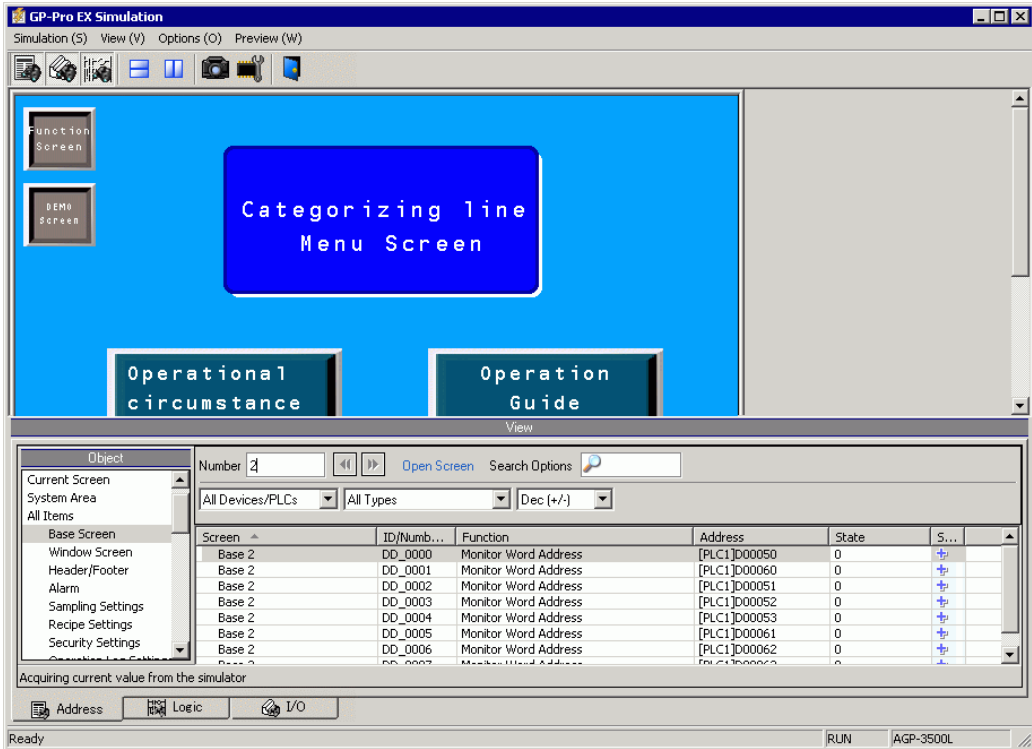 GP-Pro EX Simulation
Simulation (S) View (V) Options (O) Preview (W)
Function
Screen
DEMO
Screen
Categorizing line
Menu Screen
Operational
circumstance
Operation
Guide
View
Object
Current Screen
System Area
All Items
Base Screen
Window Screen
Header/Footer
Alarm
Sampling Settings
Recipe Settings
Security Settings
Number 2 Open Screen Search Options
All Devices/PLCs All Types Dec (+/-)
Screen ID/Numb... Function Address State S...
Base 2 DD_0000 Monitor Word Address [PLC1]D00050 0
Base 2 DD_0001 Monitor Word Address [PLC1]D00060 0
Base 2 DD_0002 Monitor Word Address [PLC1]D00051 0
Base 2 DD_0003 Monitor Word Address [PLC1]D00052 0
Base 2 DD_0004 Monitor Word Address [PLC1]D00053 0
Base 2 DD_0005 Monitor Word Address [PLC1]D00061 0
Base 2 DD_0006 Monitor Word Address [PLC1]D00062 0
Acquiring current value from the simulator
Address Logic I/O
Ready RUN AGP-3500L